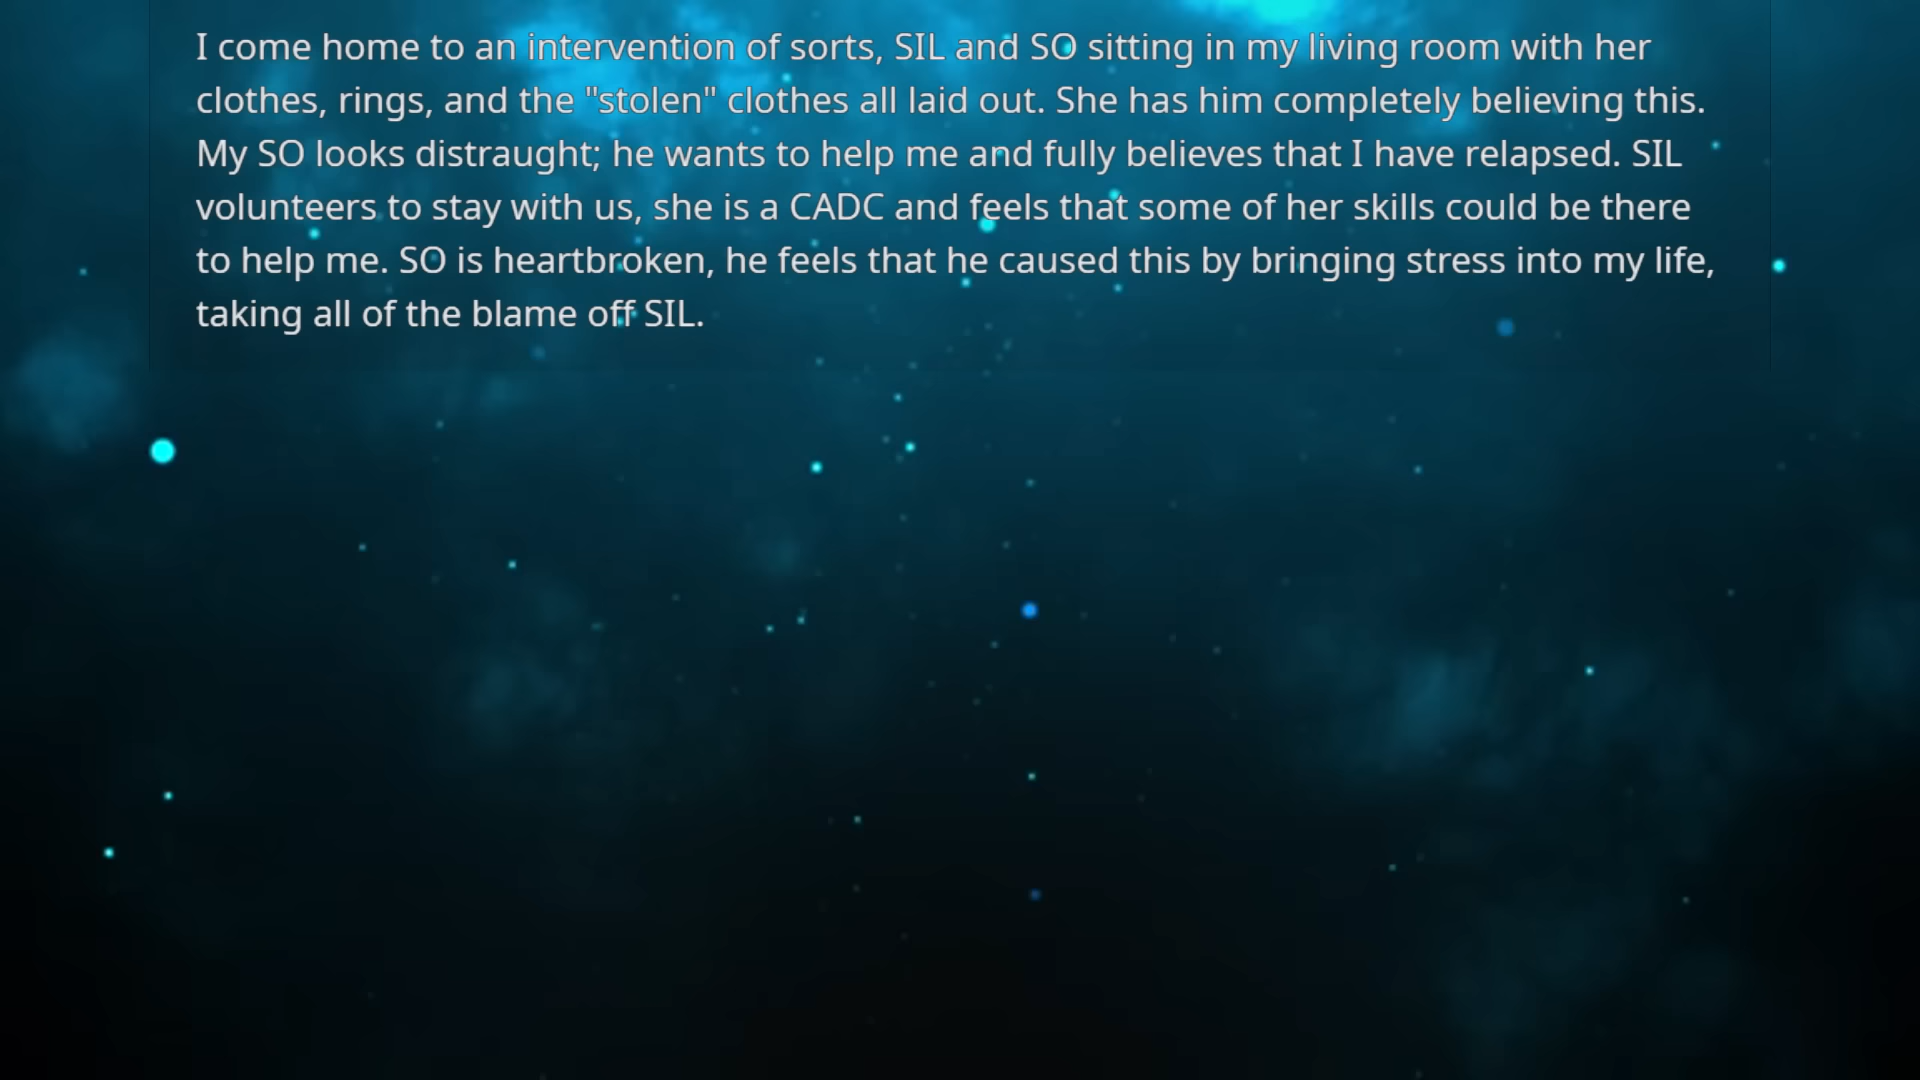 I come home to an intervention of sorts, SIL and SO sitting in my living room with her
clothes, rings, and the "stolen" clothes all laid out. She has him completely believing this.
My SO looks distraught; he wants to help me and fully believes that I have relapsed. SIL
volunteers to stay with us, she is a CADC and feels that some of her skills could be there
to help me. SO is heartbroken, he feels that he caused this by bringing stress into my life,
taking all of the blame off SIL.